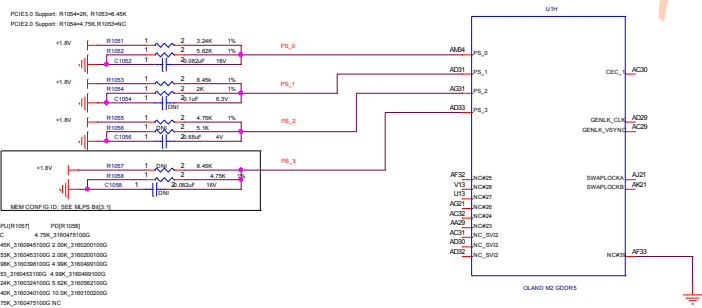 PCIE3.0 Support: R1054=2K, R1053=8.45K
PCIE2.0 Support: R1054=4.75K,R1053=NC
U1H
+1.8V R1051 1 2 3.24K 1% PS_0
R1052 1 2 5.62K 1%
C1052 1 2 0.082uF 16V
+1.8V R1053 1 2 8.45k 1% PS_1
R1054 1 2 2K 1%
C1054 1 2 0.1uF 6.3V
DNI
+1.8V R1055 1 2 4.75K 1% PS_2
R1056 1 DNI 2 5.1K
C1056 1 2 0.68uF 4V
+1.8V R1057 1 DNI 2 8.45K PS_3
R1058 1 2 4.75K 1%
C1058 1 2 0.082uF 16V
DNI
MEM CONFIG ID: SEE MLPS Bit[3:1]
AM34 PS_0
AD31 PS_1
AG31 PS_2
AD33 PS_3
CEC_1 AC30
GENLK_CLK AD29
GENLK_VSYNC AC29
SWAPLOCKA AJ21
SWAPLOCKB AK21
AF32 NC#25
V13 NC#28
U13 NC#27
AG21 NC#26
AC32 NC#24
AA29 NC#23
AC31 NC_SVI2
AD30 NC_SVI2
AD32 NC_SVI2
NC#39 AF33
OLAND M2 GDDR5
PU[R1057] PD[R1058]
C 4.75K_3160475100G
45K_3160845100G 2.00K_3160200100G
53K_3160453100G 2.00K_3160200100G
98K_3160398100G 4.99K_3160499100G
53_3160453100G 4.99K_3160499100G
24K_3160324100G 5.62K_3160562100G
40K_3160340100G 10.0K_3160100200G
75K_3160475100G NC